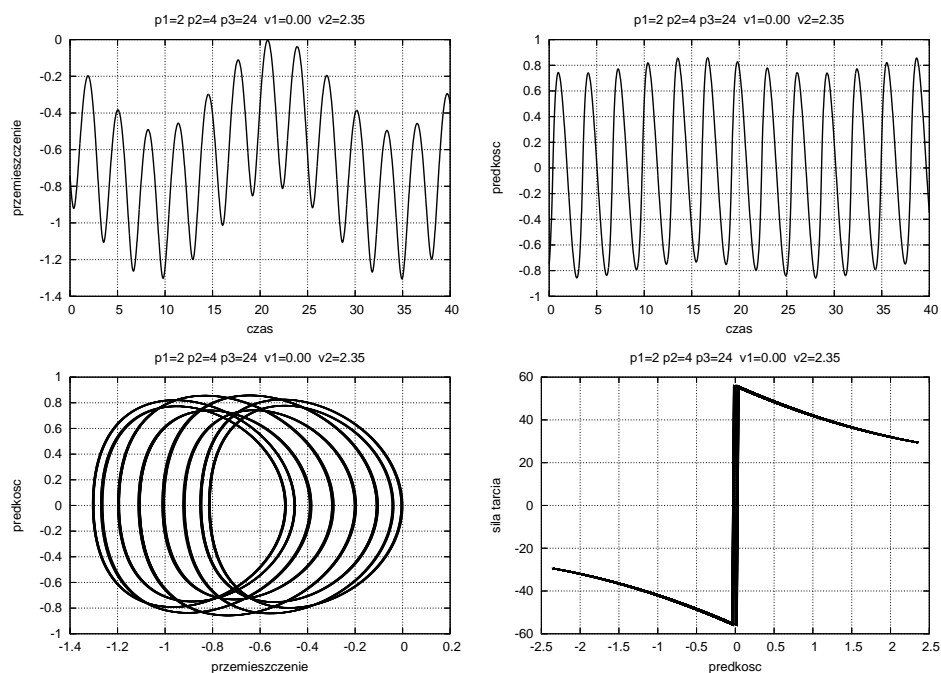 p1=2 p2=4 p3=24 v1=0.00 v2=2.35
0
-0.2
-0.4
-0.6
-0.8
-1
-1.2
-1.4
przemieszczenie
0 5 10 15 20 25 30 35 40
czas
p1=2 p2=4 p3=24 v1=0.00 v2=2.35
1
0.8
0.6
0.4
0.2
0
-0.2
-0.4
-0.6
-0.8
-1
predkosc
0 5 10 15 20 25 30 35 40
czas
p1=2 p2=4 p3=24 v1=0.00 v2=2.35
1
0.8
0.6
0.4
0.2
0
-0.2
-0.4
-0.6
-0.8
-1
predkosc
-1.4 -1.2 -1 -0.8 -0.6 -0.4 -0.2 0 0.2
przemieszczenie
p1=2 p2=4 p3=24 v1=0.00 v2=2.35
60
40
20
0
-20
-40
-60
sila tarcia
-2.5 -2 -1.5 -1 -0.5 0 0.5 1 1.5 2 2.5
predkosc